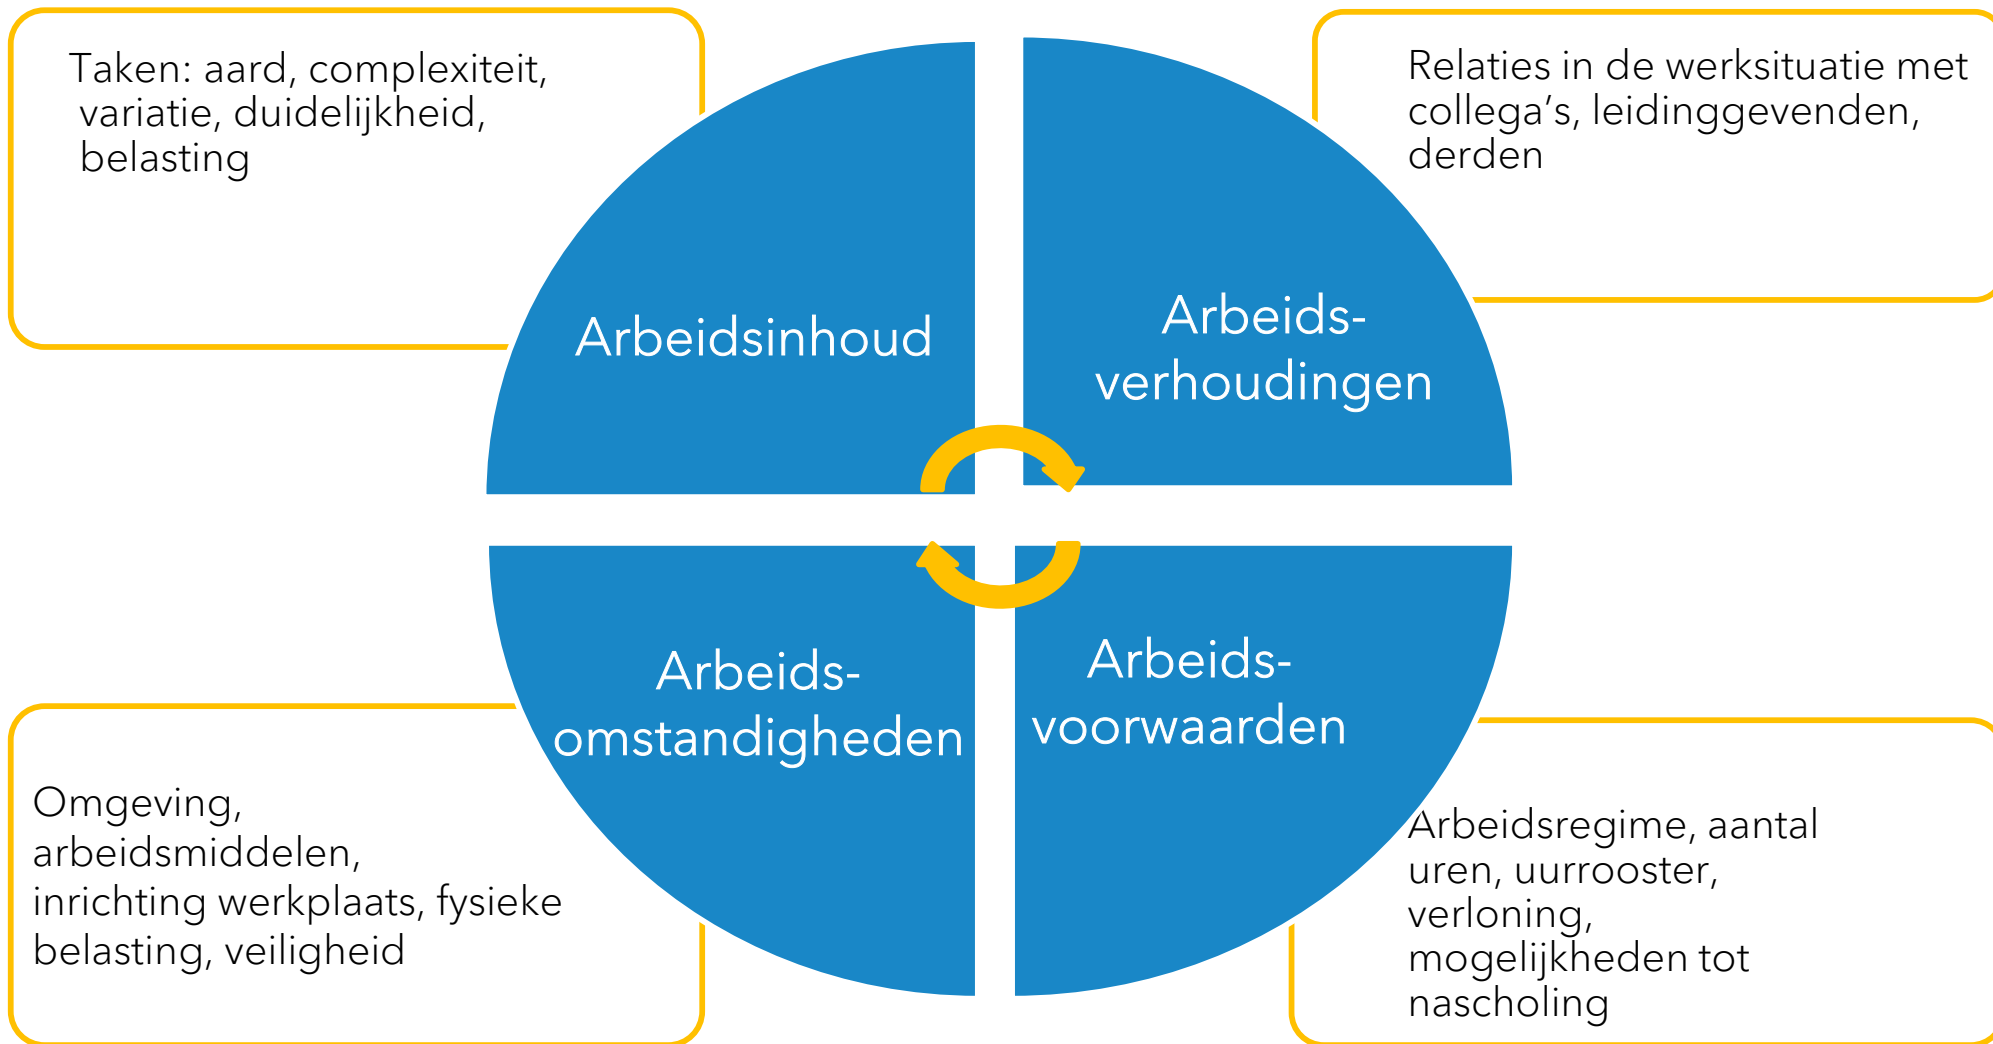 Taken: aard, complexiteit,
variatie, duidelijkheid,
belasting
Relaties in de werksituatie met
collega’s, leidinggevenden,
derden
Arbeidsinhoud
Arbeids-
verhoudingen
Arbeids-
omstandigheden
Arbeids-
voorwaarden
Omgeving,
arbeidsmiddelen,
inrichting werkplaats, fysieke
belasting, veiligheid
Arbeidsregime, aantal
uren, uurrooster,
verloning,
mogelijkheden tot
nascholing